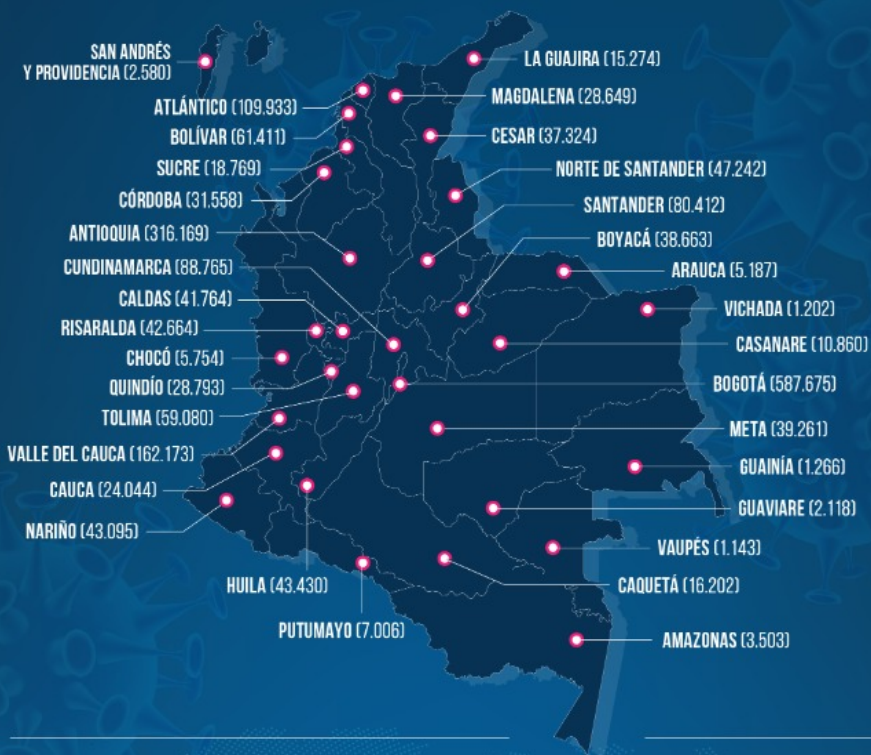 SAN ANDRÉS
Y PROVIDENCIA (2.580)
ATLÁNTICO (109.933)
BOLÍVAR (61.411)
SUCRE (18.769)
CÓRDOBA (31.558)
ANTIOQUIA (316.169)
CUNDINAMARCA (88.765)
CALDAS (41.764)
RISARALDA (42.664)
CHOCÓ (5.754)
QUINDÍO (28.793)
TOLIMA (59.080)
VALLE DEL CAUCA (162.173)
CAUCA (24.044)
NARIÑO (43.095)
HUILA (43.430)
PUTUMAYO (7.006)
LA GUAJIRA (15.274)
MAGDALENA (28.649)
CESAR (37.324)
NORTE DE SANTANDER (47.242)
SANTANDER (80.412)
BOYACÁ (38.663)
ARAUCA (5.187)
VICHADA (1.202)
CASANARE (10.860)
BOGOTÁ (587.675)
META (39.261)
GUAINÍA (1.266)
GUAVIARE (2.118)
VAUPÉS (1.143)
CAQUETÁ (16.202)
AMAZONAS (3.503)